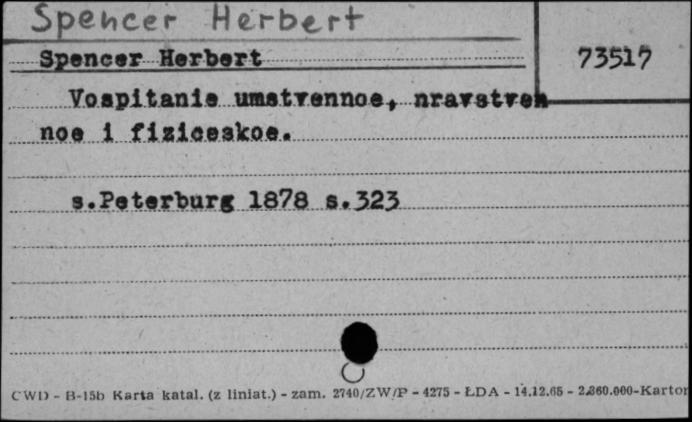 Spencer Herbert
Spencer Herbert
73517
Vospitanie umstvennoe, nravstven
noe i fiziceskoe.
s.Peterburg 1878 s.323
CWD - B-15b Karta katal. (z liniat.) - zam. 2740/ZW/P - 4275 - ŁDA - 14.12.65 - 2.360.000-Karton